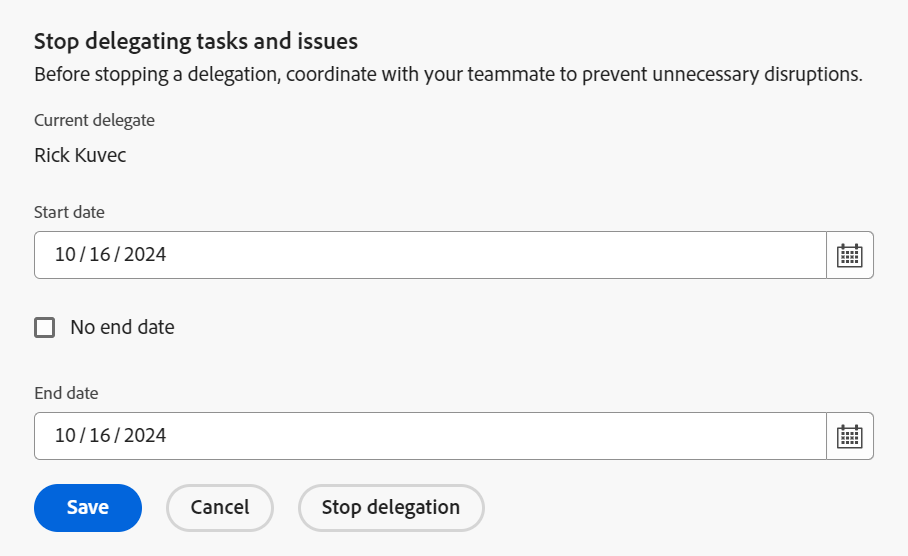 Stop delegating tasks and issues
Before stopping a delegation, coordinate with your teammate to prevent unnecessary disruptions.
Current delegate
Rick Kuvec
Start date
10 / 16 / 2024
No end date
End date
10 / 16 / 2024
Save Cancel Stop delegation